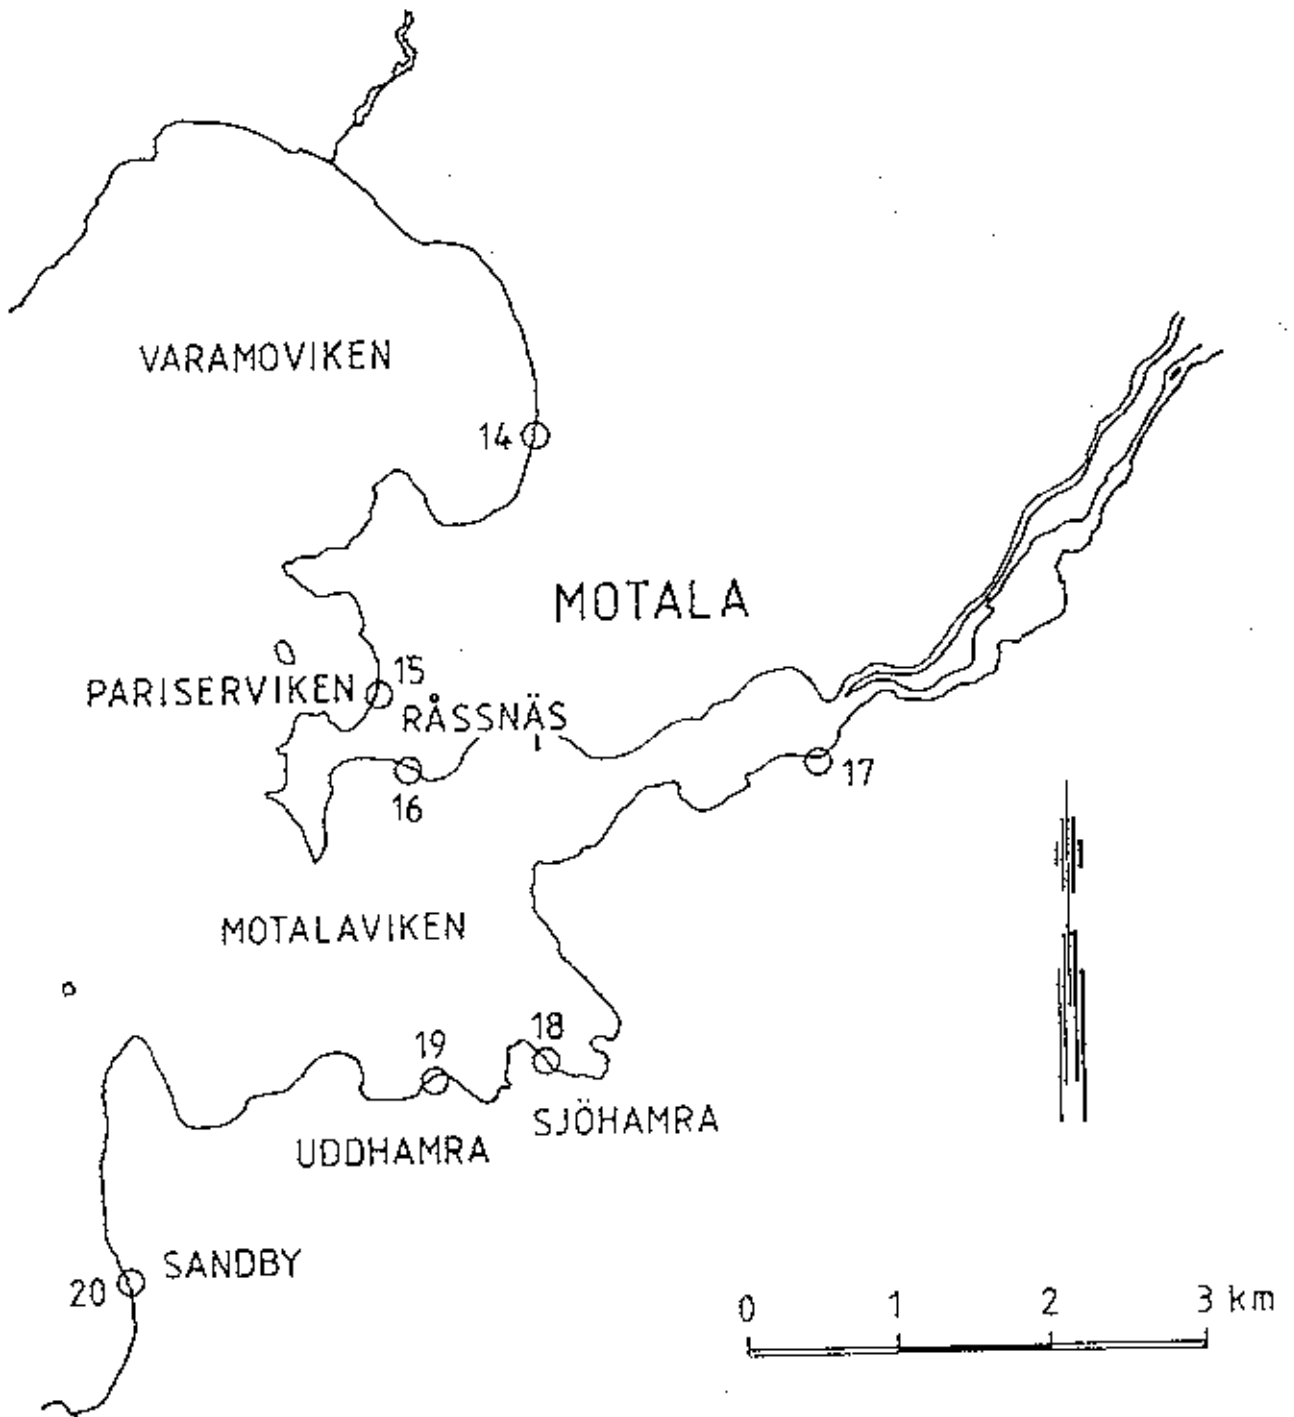 VARAMOVIKEN
14
MOTALA
15
PARISERVIKEN
RÅSSNÄS
16
17
MOTALAVIKEN
18
19
SJÖHAMRA
UDDHAMRA
SANDBY
20
0 1 2 3 km